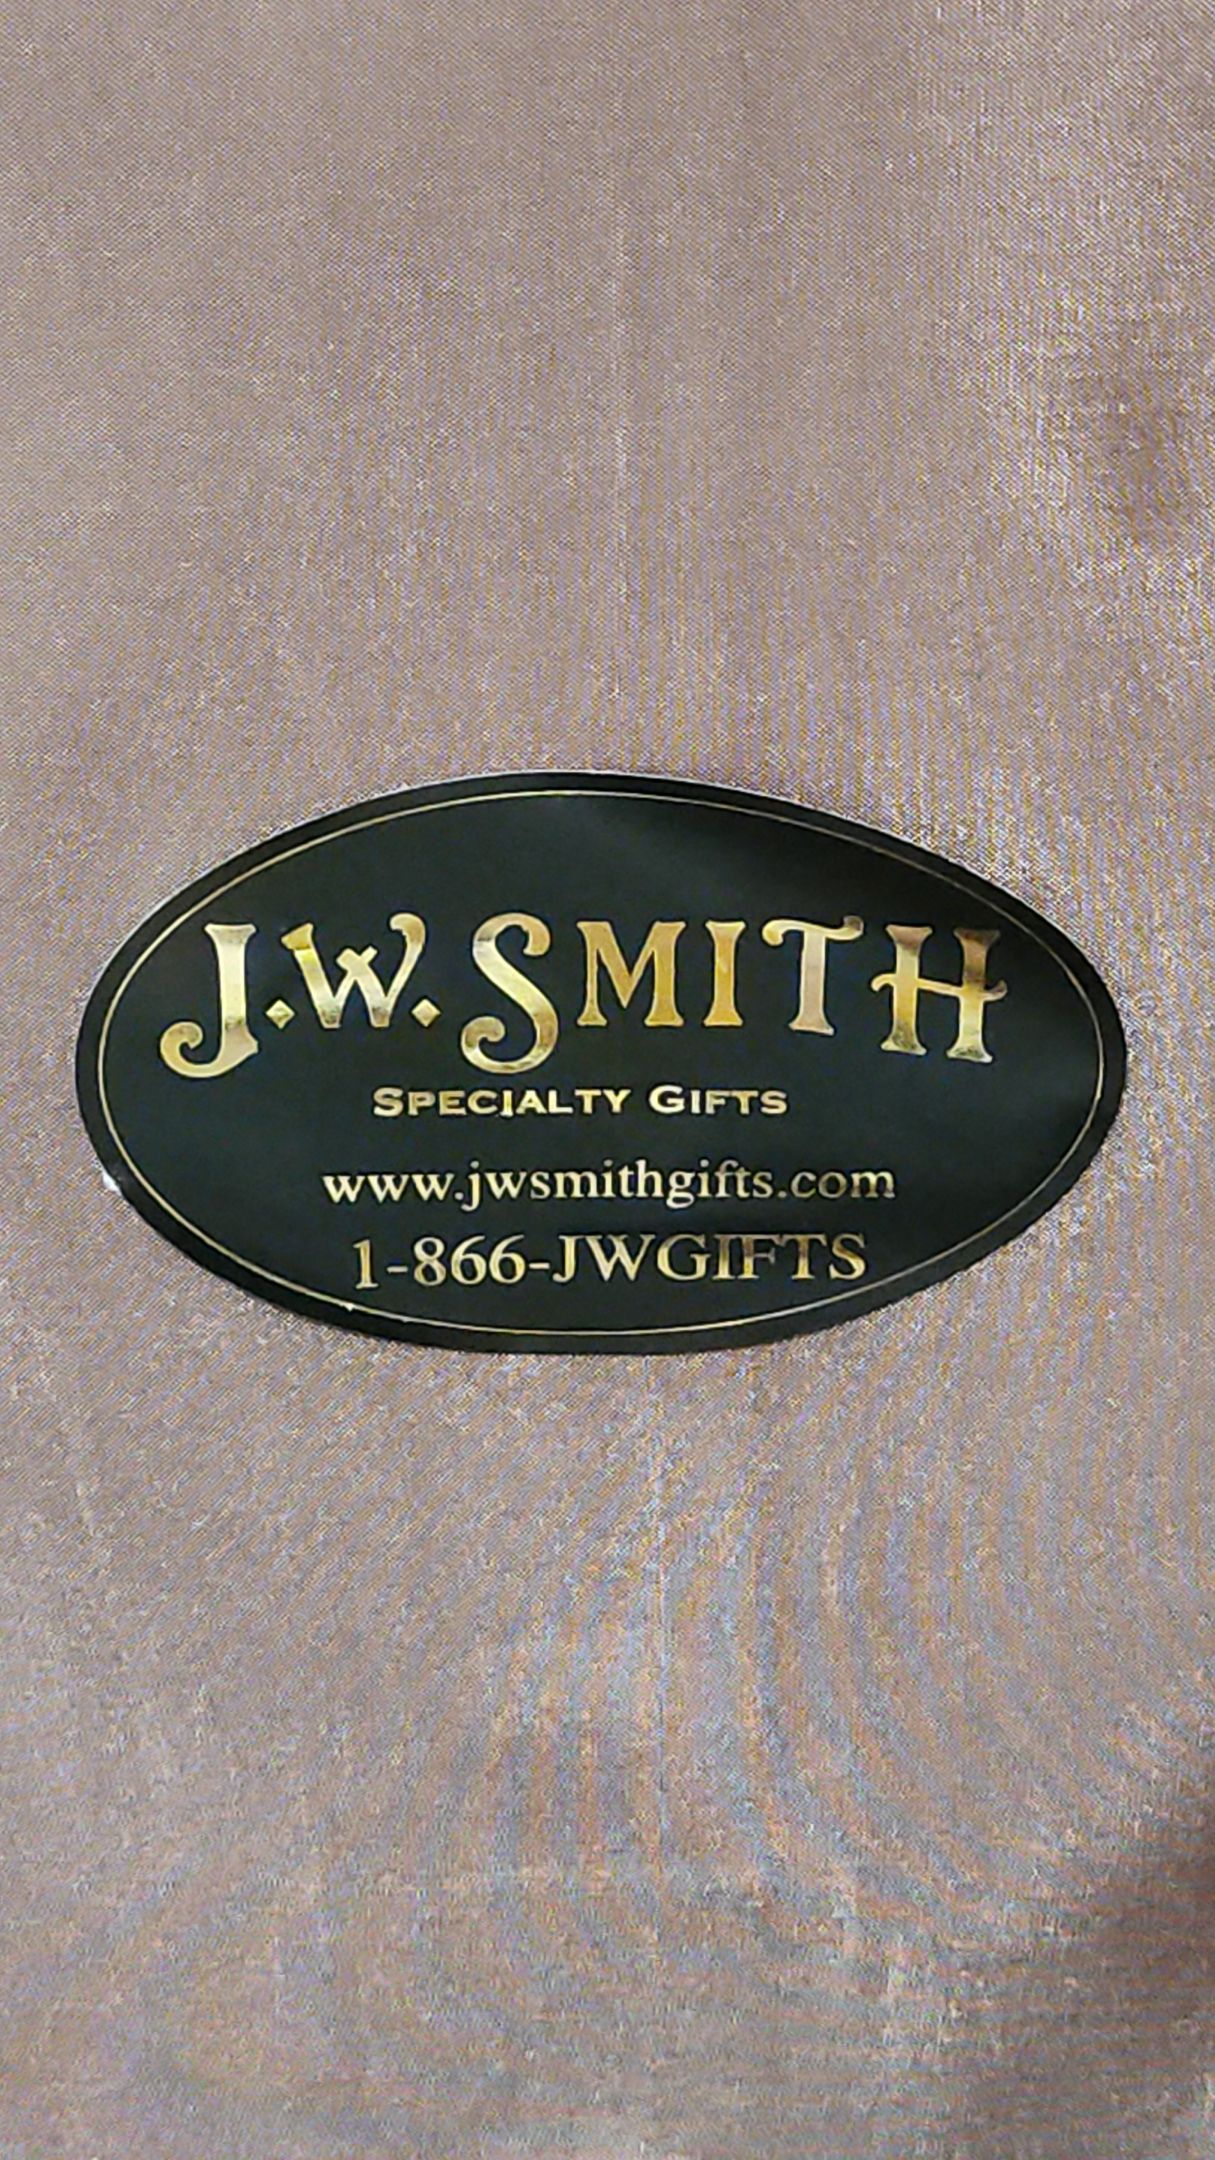 J.W. SMITH
SPECIALTY GIFTS
www.jwsmithgifts.com
1-866-JWGIFTS